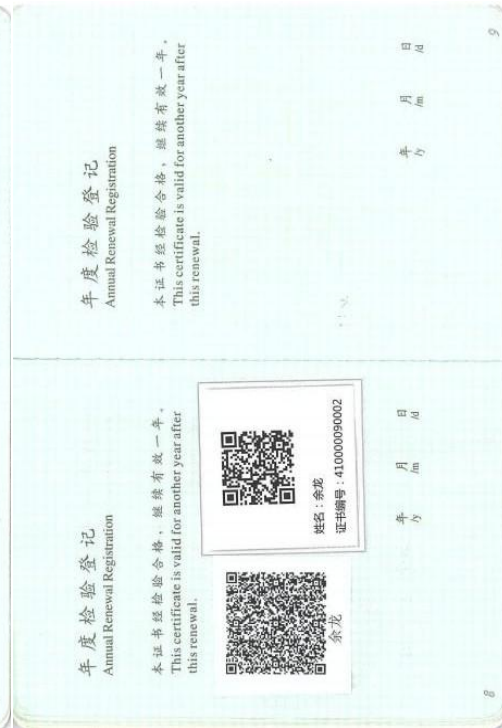 年度检验登记
Annual Renewal Registration
本证书经检验合格，继续有效一年。
This certificate is valid for another year after
this renewal.
余龙
姓名：余龙
证书编号：410000090002
年 月 日
/y /m /d
8
年度检验登记
Annual Renewal Registration
本证书经检验合格，继续有效一年。
This certificate is valid for another year after
this renewal.
年 月 日
/y /m /d
9